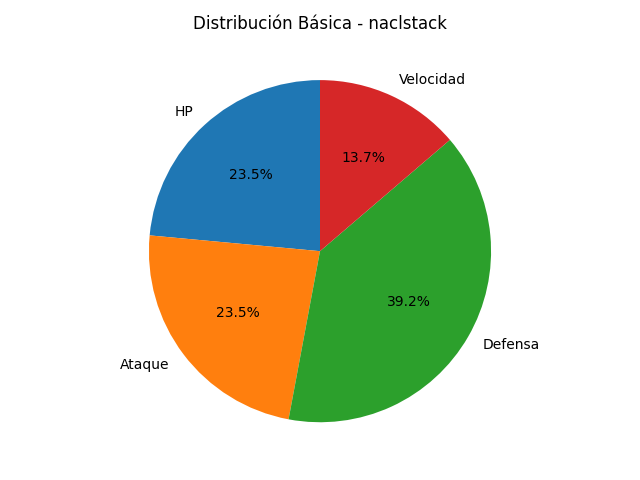 Distribución Básica - naclstack
Velocidad
HP
13.7%
23.5%
39.2%
23.5%
Defensa
Ataque